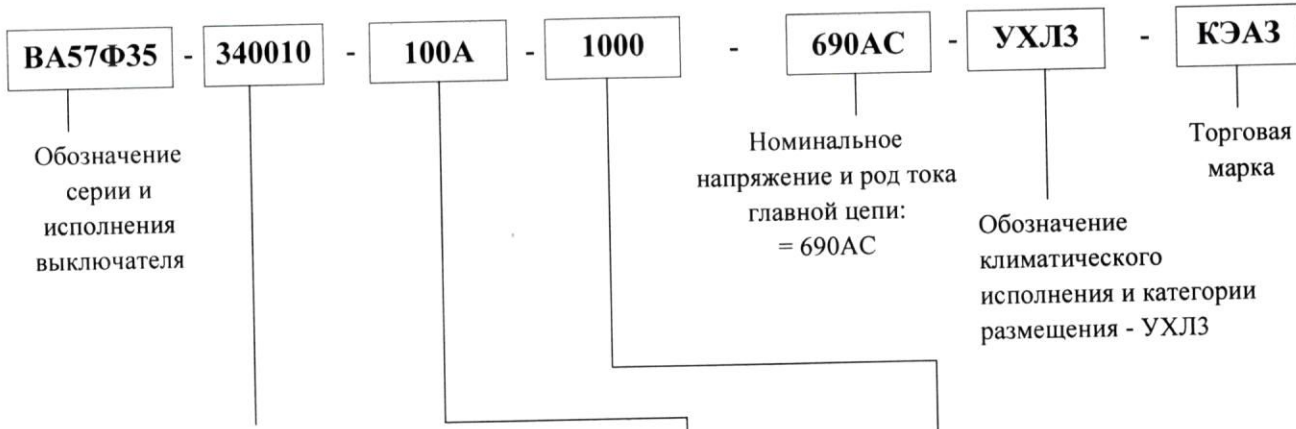 ВА57Ф35 - 340010 - 100А - 1000 - 690АС - УХЛ3 - КЭАЗ
Обозначение
серии и
исполнения
выключателя
Номинальное
напряжение и род тока
главной цепи:
= 690АС
Обозначение
климатического
исполнения и категории
размещения - УХЛ3
Торговая
марка